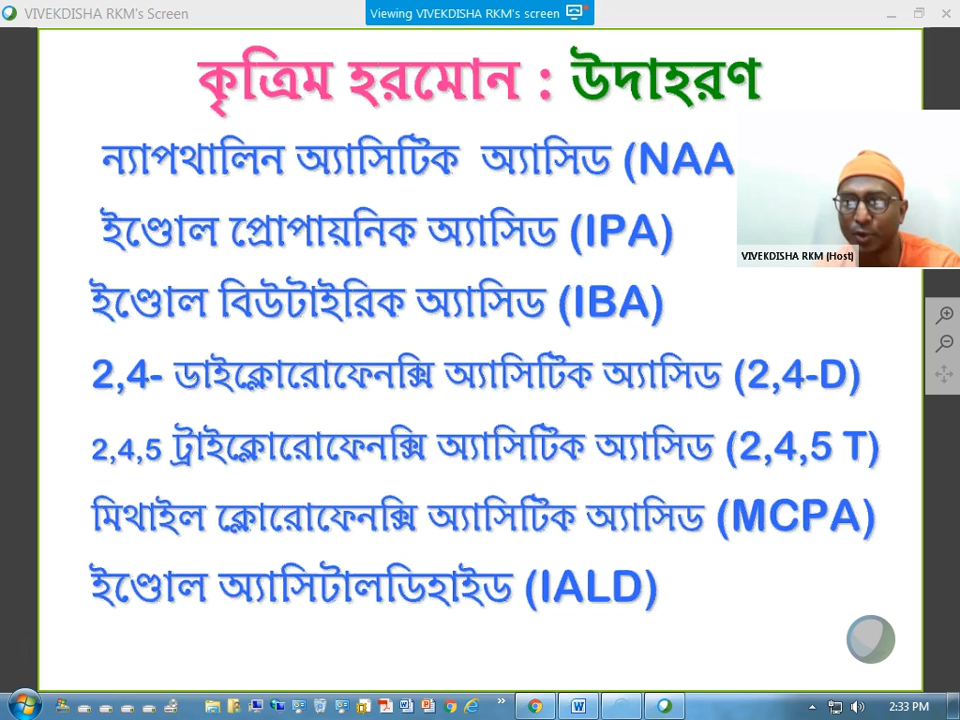 VIVEKDISHA RKM's Screen
Viewing VIVEKDISHA RKM's screen
কৃত্রিম হরমোন : উদাহরণ
ন্যাপথালিন অ্যাসিটিক অ্যাসিড (NAA
VIVEKDISHA RKM (Host)
ইণ্ডোল প্রোপায়নিক অ্যাসিড (IPA)
ইণ্ডোল বিউটাইরিক অ্যাসিড (IBA)
2,4- ডাইক্লোরোফেনক্সি অ্যাসিটিক অ্যাসিড (2,4-D)
2,4,5 ট্রাইক্লোরোফেনক্সি অ্যাসিটিক অ্যাসিড (2,4,5 T)
মিথাইল ক্লোরোফেনক্সি অ্যাসিটিক অ্যাসিড (MCPA)
ইণ্ডোল অ্যাসিটালডিহাইড (IALD)
2:33 PM